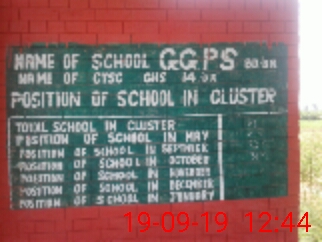 NAME OF SCHOOL GGPS
NAME OF CTSC GHS 14
POSITION OF SCHOOL IN CLUSTER
TOTAL SCHOOL IN CLUSTER
POSITION OF SCHOOL IN MAY
POSITION OF SCHOOL IN
POSITION OF SCHOOL IN OCTOBER
POSITION OF SCHOOL IN
POSITION OF SCHOOL IN DECEMBER
POSITION OF SCHOOL IN
19-09-19 12:44